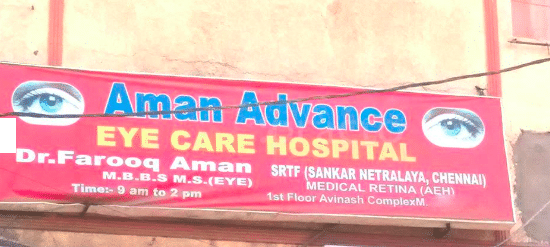 Aman Advance
EYE CARE HOSPITAL
Dr.Farooq Aman
M.B.B.S M.S.(EYE)
Time:- 9 am to 2 pm
SRTF (SANKAR NETRALAYA, CHENNAI)
MEDICAL RETINA (AEH)
1st Floor Avinash ComplexM.